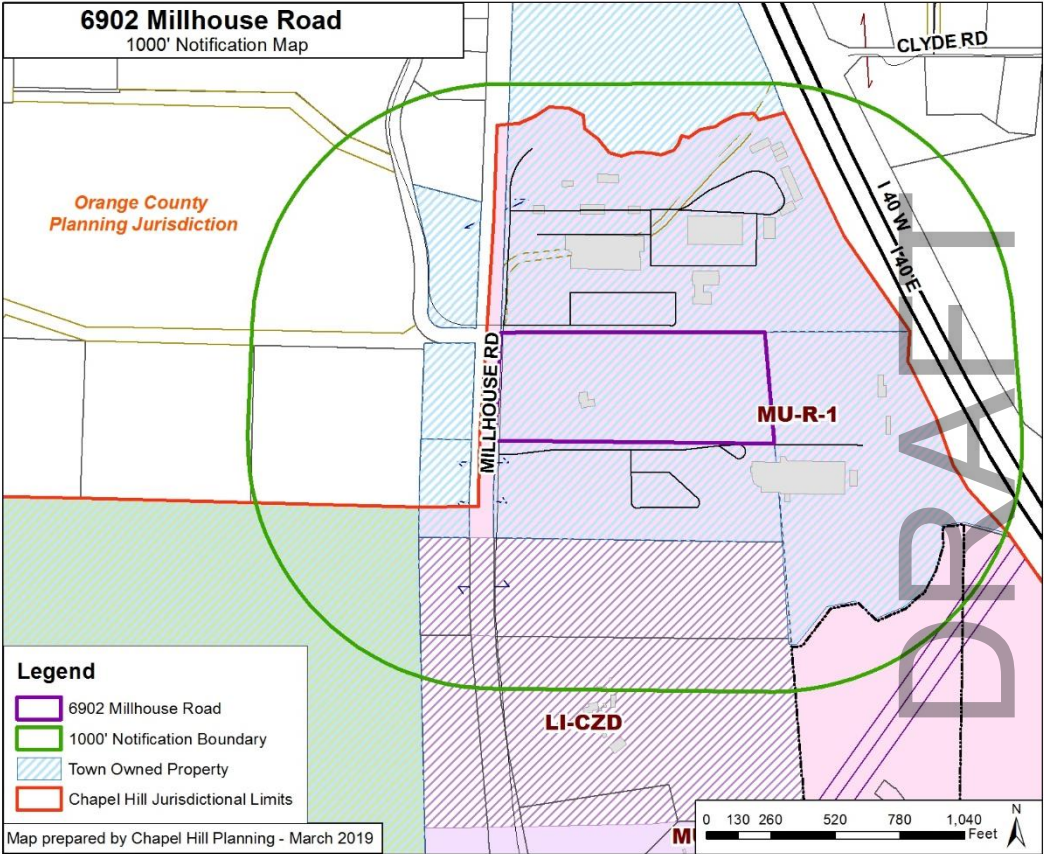 6902 Millhouse Road
1000' Notification Map
CLYDE RD
Orange County
Planning Jurisdiction
I 40 W
I 40 E
MILLHOUSE RD
MU-R-1
DRAFT
LI-CZD
Legend
6902 Millhouse Road
1000' Notification Boundary
Town Owned Property
Chapel Hill Jurisdictional Limits
Map prepared by Chapel Hill Planning - March 2019
0 130 260 520 780 1,040
Feet
N